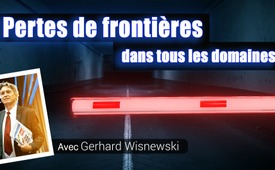 Pertes de frontières
dans tous les domaines
Avec Gerhard Wisnewski